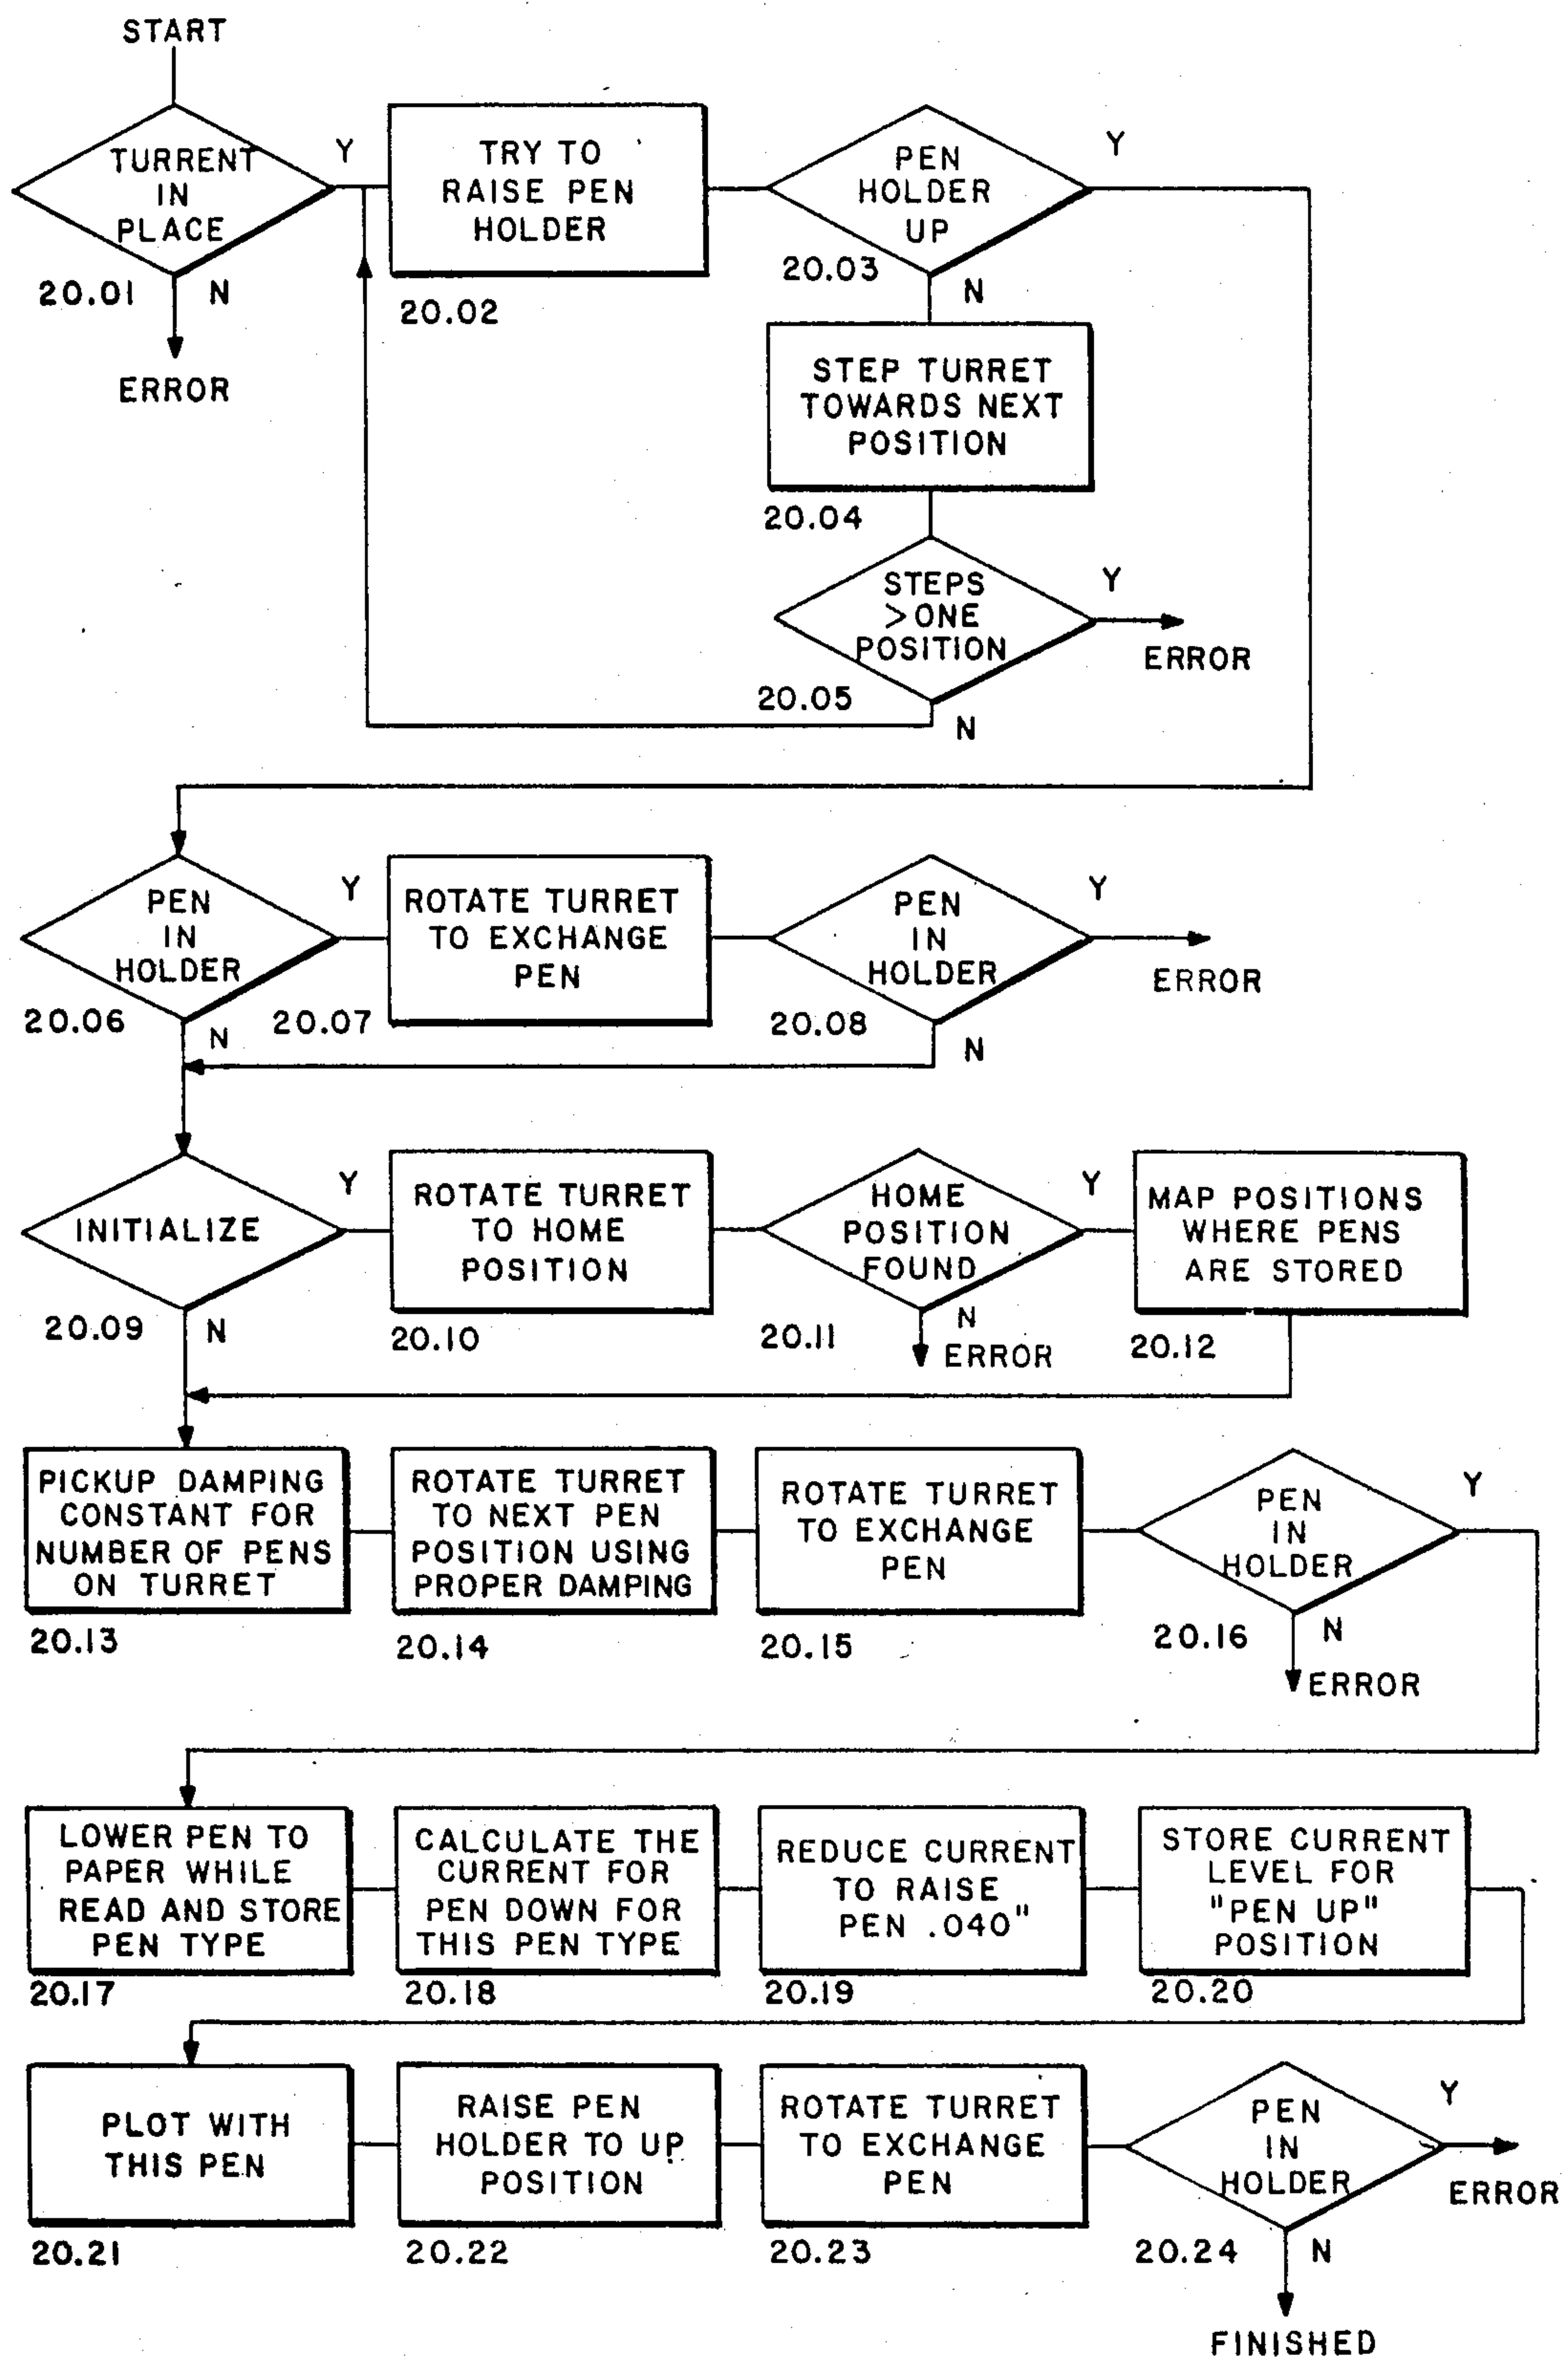 START
TURRENT
IN
PLACE
Y
20.01
N
ERROR
TRY TO
RAISE PEN
HOLDER
20.02
PEN
HOLDER
UP
Y
20.03
N
STEP TURRET
TOWARDS NEXT
POSITION
20.04
STEPS
>ONE
POSITION
Y
ERROR
20.05
N
PEN
IN
HOLDER
Y
20.06
N
ROTATE TURRET
TO EXCHANGE
PEN
20.07
PEN
IN
HOLDER
Y
ERROR
20.08
N
INITIALIZE
Y
20.09
N
ROTATE TURRET
TO HOME
POSITION
20.10
HOME
POSITION
FOUND
Y
20.11
N
ERROR
MAP POSITIONS
WHERE PENS
ARE STORED
20.12
PICKUP DAMPING
CONSTANT FOR
NUMBER OF PENS
ON TURRET
20.13
ROTATE TURRET
TO NEXT PEN
POSITION USING
PROPER DAMPING
20.14
ROTATE TURRET
TO EXCHANGE
PEN
20.15
PEN
IN
HOLDER
Y
20.16
N
ERROR
LOWER PEN TO
PAPER WHILE
READ AND STORE
PEN TYPE
20.17
CALCULATE THE
CURRENT FOR
PEN DOWN FOR
THIS PEN TYPE
20.18
REDUCE CURRENT
TO RAISE
PEN .040"
20.19
STORE CURRENT
LEVEL FOR
"PEN UP"
POSITION
20.20
PLOT WITH
THIS PEN
20.21
RAISE PEN
HOLDER TO UP
POSITION
20.22
ROTATE TURRET
TO EXCHANGE
PEN
20.23
PEN
IN
HOLDER
Y
ERROR
20.24
N
FINISHED